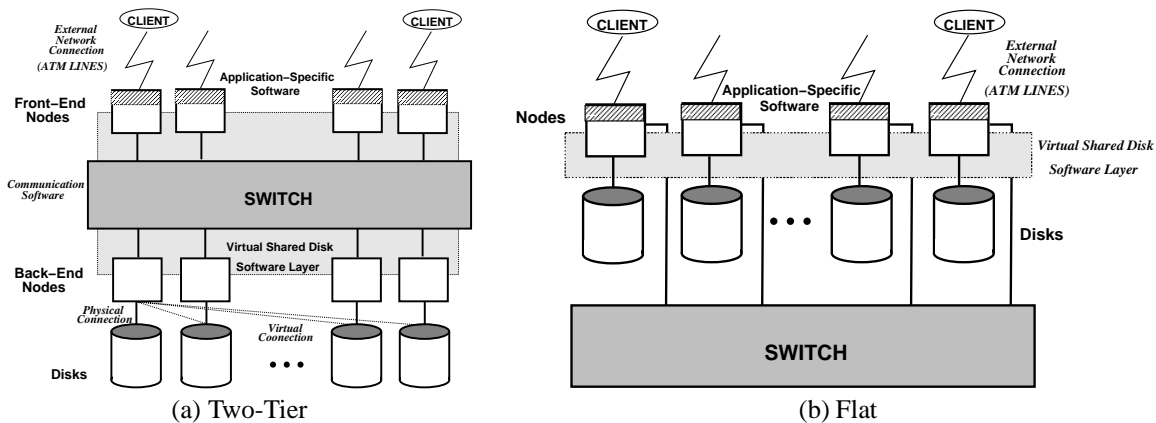 CLIENT
CLIENT
External
Network
Connection
(ATM LINES)
Application-Specific
Software
Front-End
Nodes
Communication
Software
SWITCH
Virtual Shared Disk
Software Layer
Back-End
Nodes
Physical
Connection
Virtual
Coonection
Disks
(a) Two-Tier
CLIENT
CLIENT
External
Network
Connection
(ATM LINES)
Application-Specific
Software
Nodes
Virtual Shared Disk
Software Layer
Disks
SWITCH
(b) Flat